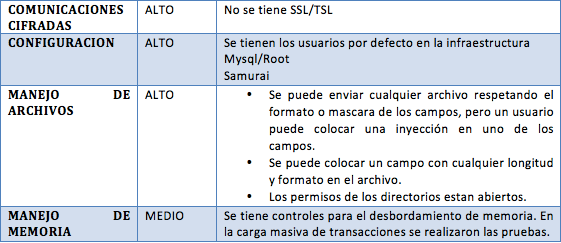 COMUNICACIONES ALTO No se tiene SSL/TSL
CIFRADAS
CONFIGURACION ALTO Se tienen los usuarios por defecto en la infraestructura
Mysql/Root
Samurai
MANEJO DE ALTO • Se puede enviar cualquier archivo respetando el
ARCHIVOS formato o mascara de los campos, pero un usuario
puede colocar una inyección en uno de los
campos.
• Se puede colocar un campo con cualquier longitud
y formato en el archivo.
• Los permisos de los directorios estan abiertos.
MANEJO DE MEDIO Se tiene controles para el desbordamiento de memoria. En
MEMORIA la carga masiva de transacciones se realizaron las pruebas.